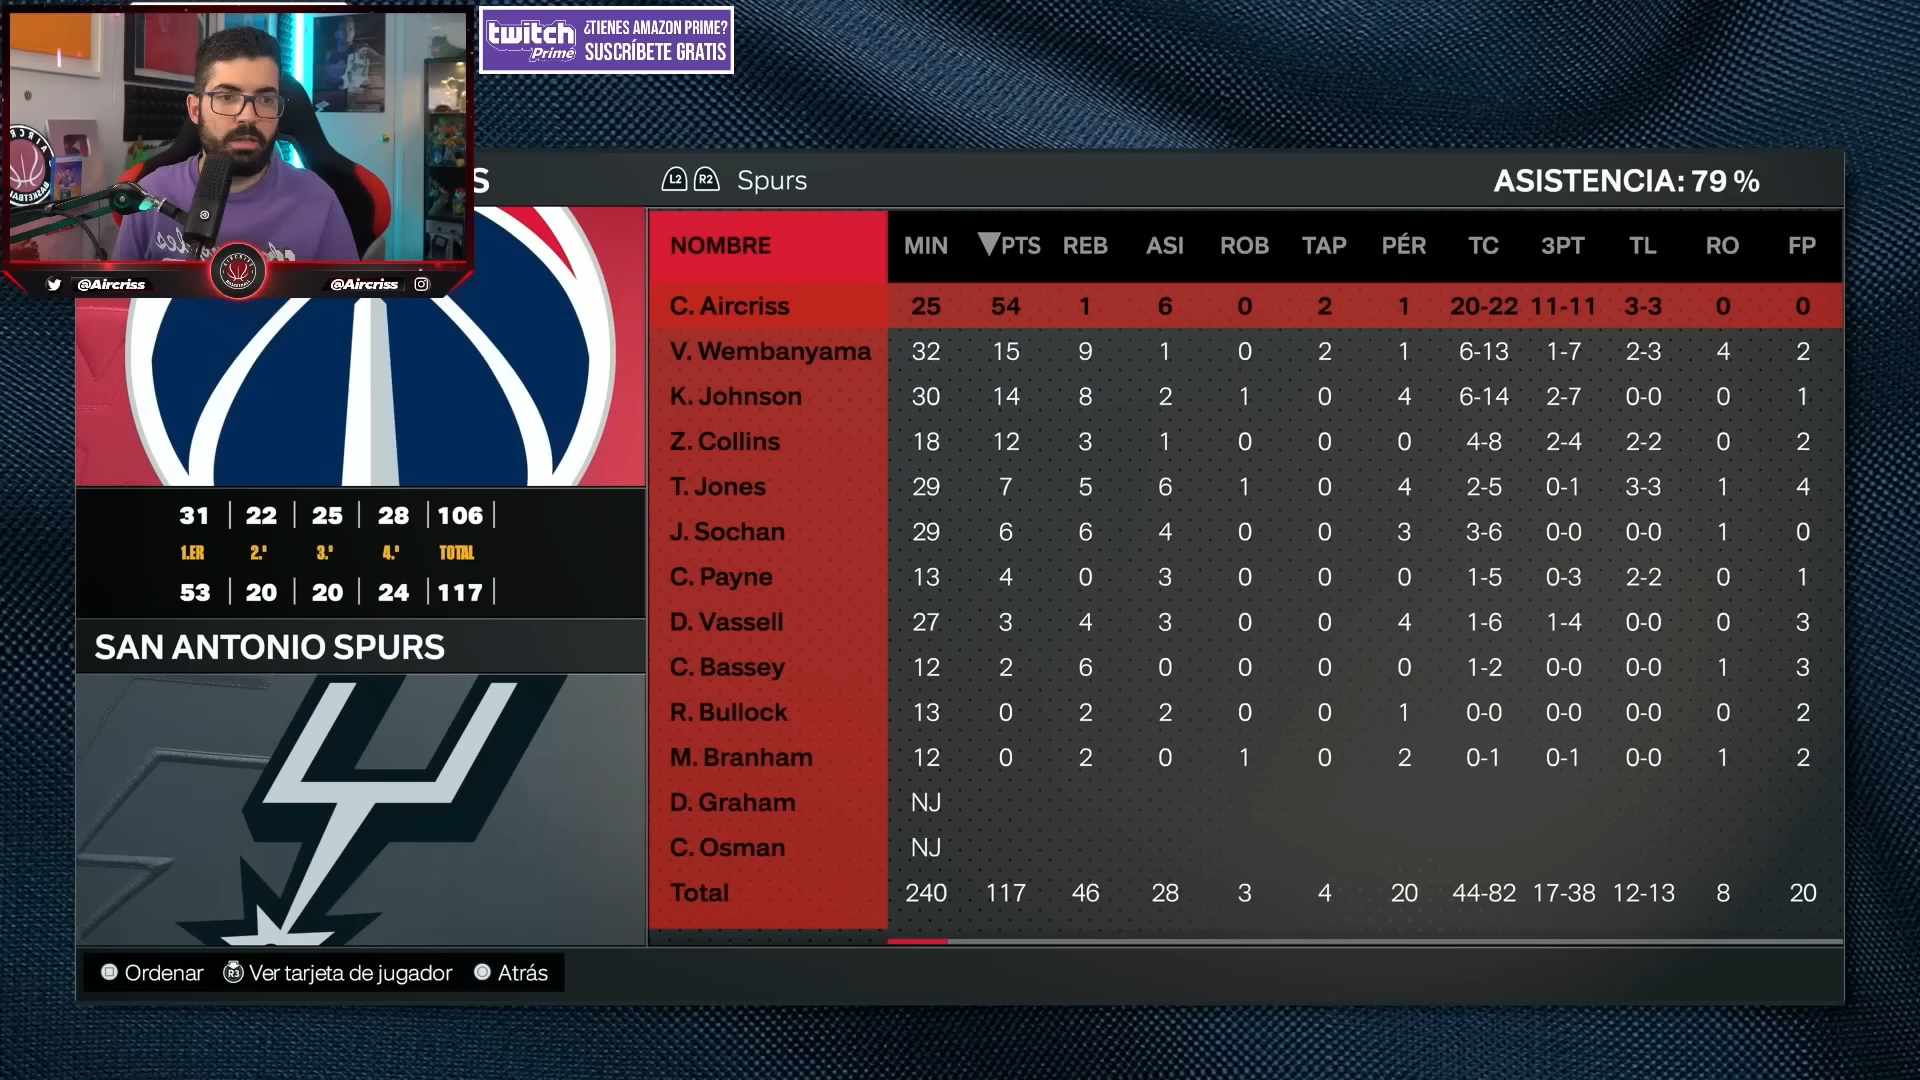 twitch Prime ¿TIENES AMAZON PRIME? SUSCRÍBETE GRATIS
@Aircriss @Aircriss
S L2 R2 Spurs ASISTENCIA: 79 %
NOMBRE MIN PTS REB ASI ROB TAP PÉR TC 3PT TL RO FP
C. Aircriss 25 54 1 6 0 2 1 20-22 11-11 3-3 0 0
V. Wembanyama 32 15 9 1 0 2 1 6-13 1-7 2-3 4 2
K. Johnson 30 14 8 2 1 0 4 6-14 2-7 0-0 0 1
Z. Collins 18 12 3 1 0 0 0 4-8 2-4 2-2 0 2
T. Jones 29 7 5 6 1 0 4 2-5 0-1 3-3 1 4
J. Sochan 29 6 6 4 0 0 3 3-6 0-0 0-0 1 0
C. Payne 13 4 0 3 0 0 0 1-5 0-3 2-2 0 1
D. Vassell 27 3 4 3 0 0 4 1-6 1-4 0-0 0 3
C. Bassey 12 2 6 0 0 0 0 1-2 0-0 0-0 1 3
R. Bullock 13 0 2 2 0 0 1 0-0 0-0 0-0 0 2
M. Branham 12 0 2 0 1 0 2 0-1 0-1 0-0 1 2
D. Graham NJ
C. Osman NJ
Total 240 117 46 28 3 4 20 44-82 17-38 12-13 8 20
31 22 25 28 106
1.ER 2.º 3.º 4.º TOTAL
53 20 20 24 117
SAN ANTONIO SPURS
Ordenar R3 Ver tarjeta de jugador Atrás